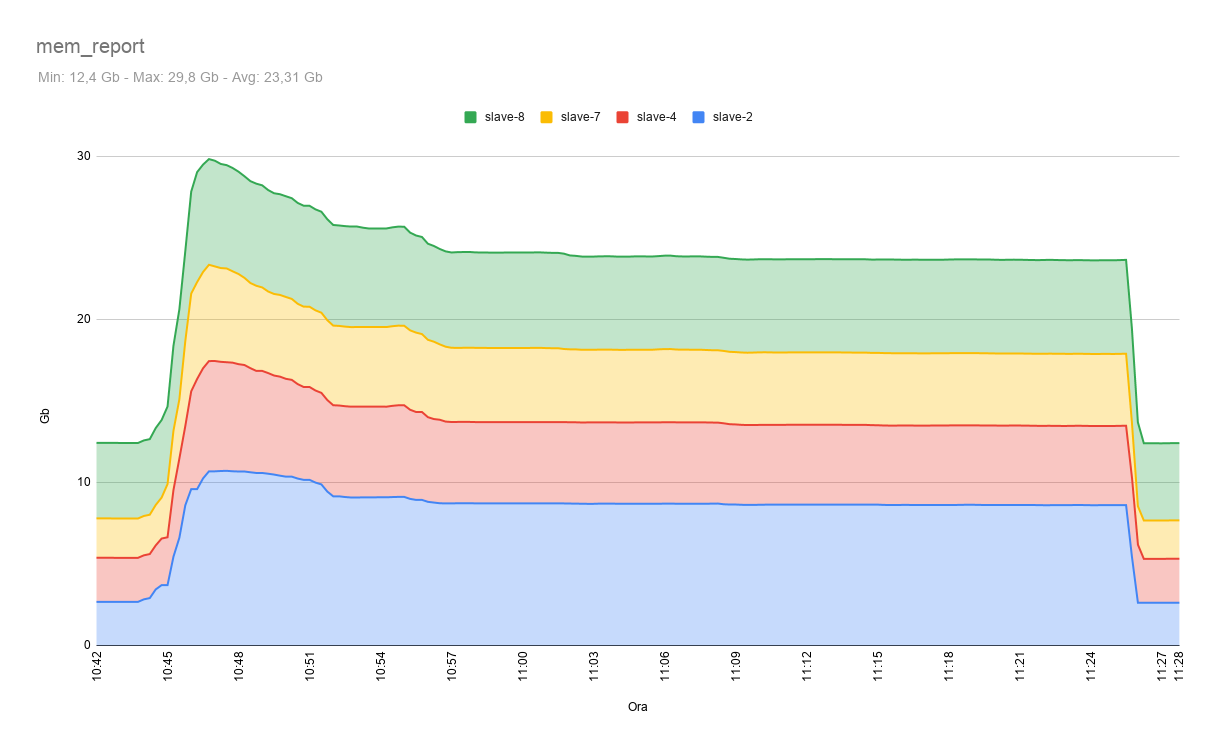 mem_report
Min: 12,4 Gb - Max: 29,8 Gb - Avg: 23,31 Gb
slave-8 slave-7 slave-4 slave-2
30
20
10
0
Gb
10:42 10:45 10:48 10:51 10:54 10:57 11:00 11:03 11:06 11:09 11:12 11:15 11:18 11:21 11:24 11:27 11:28
Ora